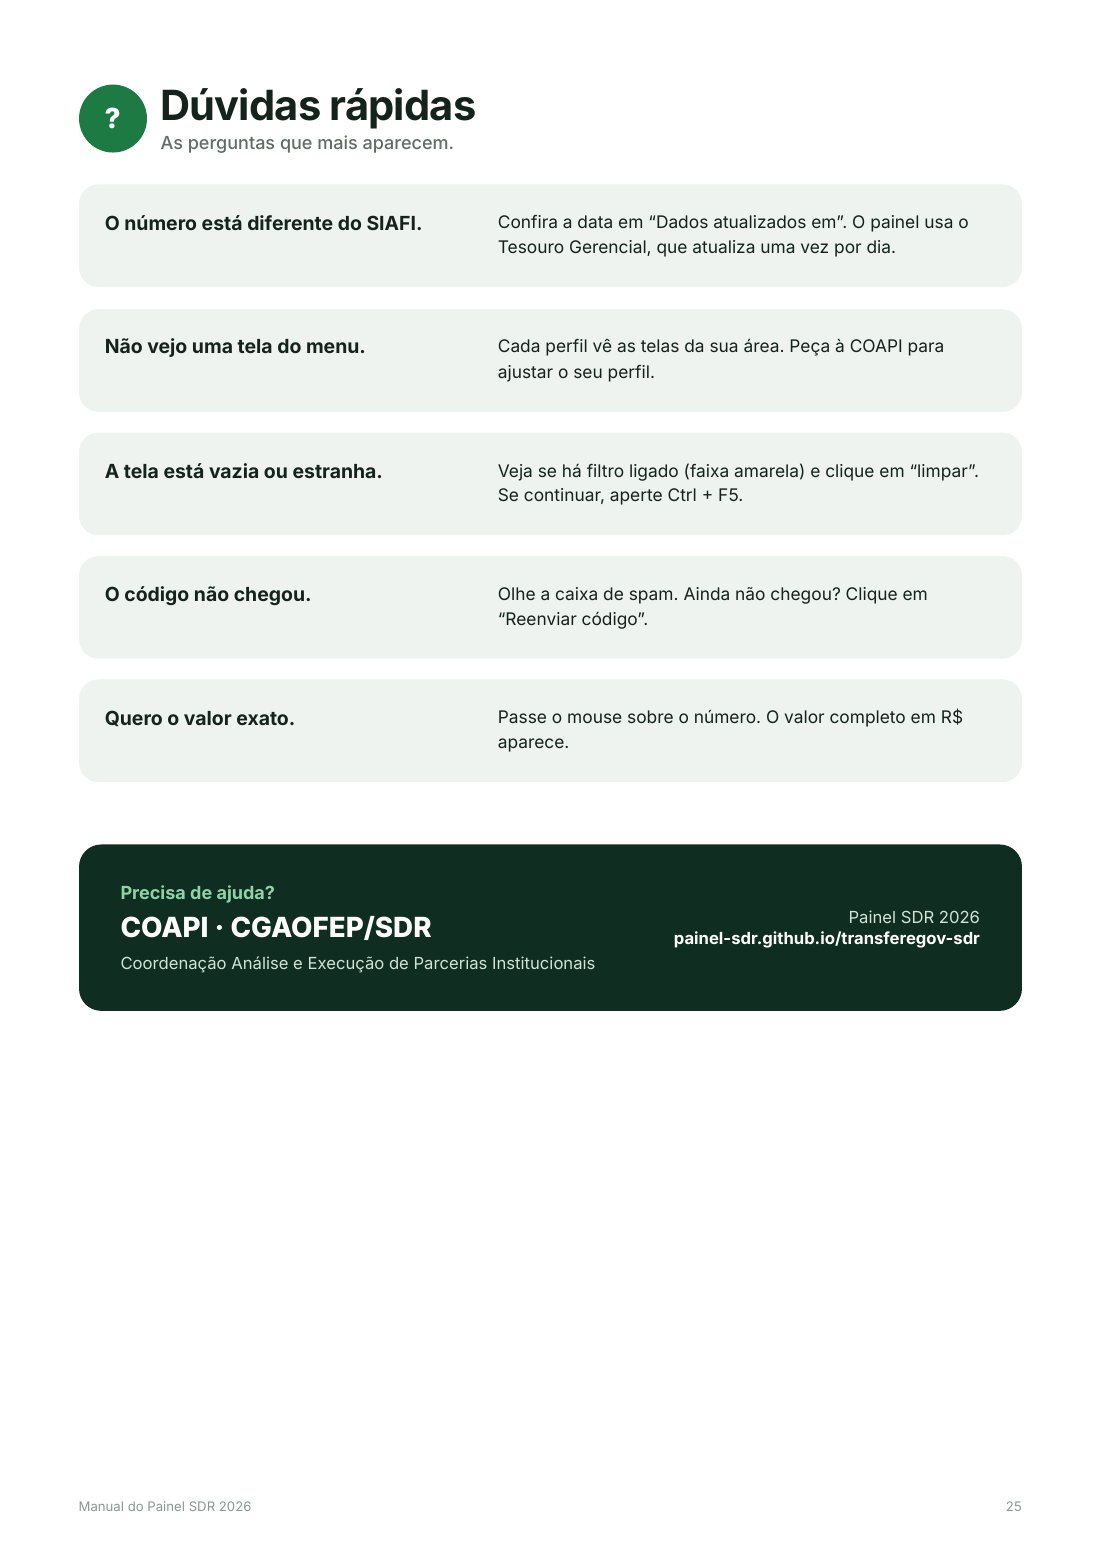 ?
Dúvidas rápidas
As perguntas que mais aparecem.
O número está diferente do SIAFI.
Confira a data em “Dados atualizados em”. O painel usa o
Tesouro Gerencial, que atualiza uma vez por dia.
Não vejo uma tela do menu.
Cada perfil vê as telas da sua área. Peça à COAPI para
ajustar o seu perfil.
A tela está vazia ou estranha.
Veja se há filtro ligado (faixa amarela) e clique em “limpar”.
Se continuar, aperte Ctrl + F5.
O código não chegou.
Olhe a caixa de spam. Ainda não chegou? Clique em
“Reenviar código”.
Quero o valor exato.
Passe o mouse sobre o número. O valor completo em R$
aparece.
Precisa de ajuda?
COAPI · CGAOFEP/SDR
Coordenação Análise e Execução de Parcerias Institucionais
Painel SDR 2026
painel-sdr.github.io/transferegov-sdr
Manual do Painel SDR 2026
25